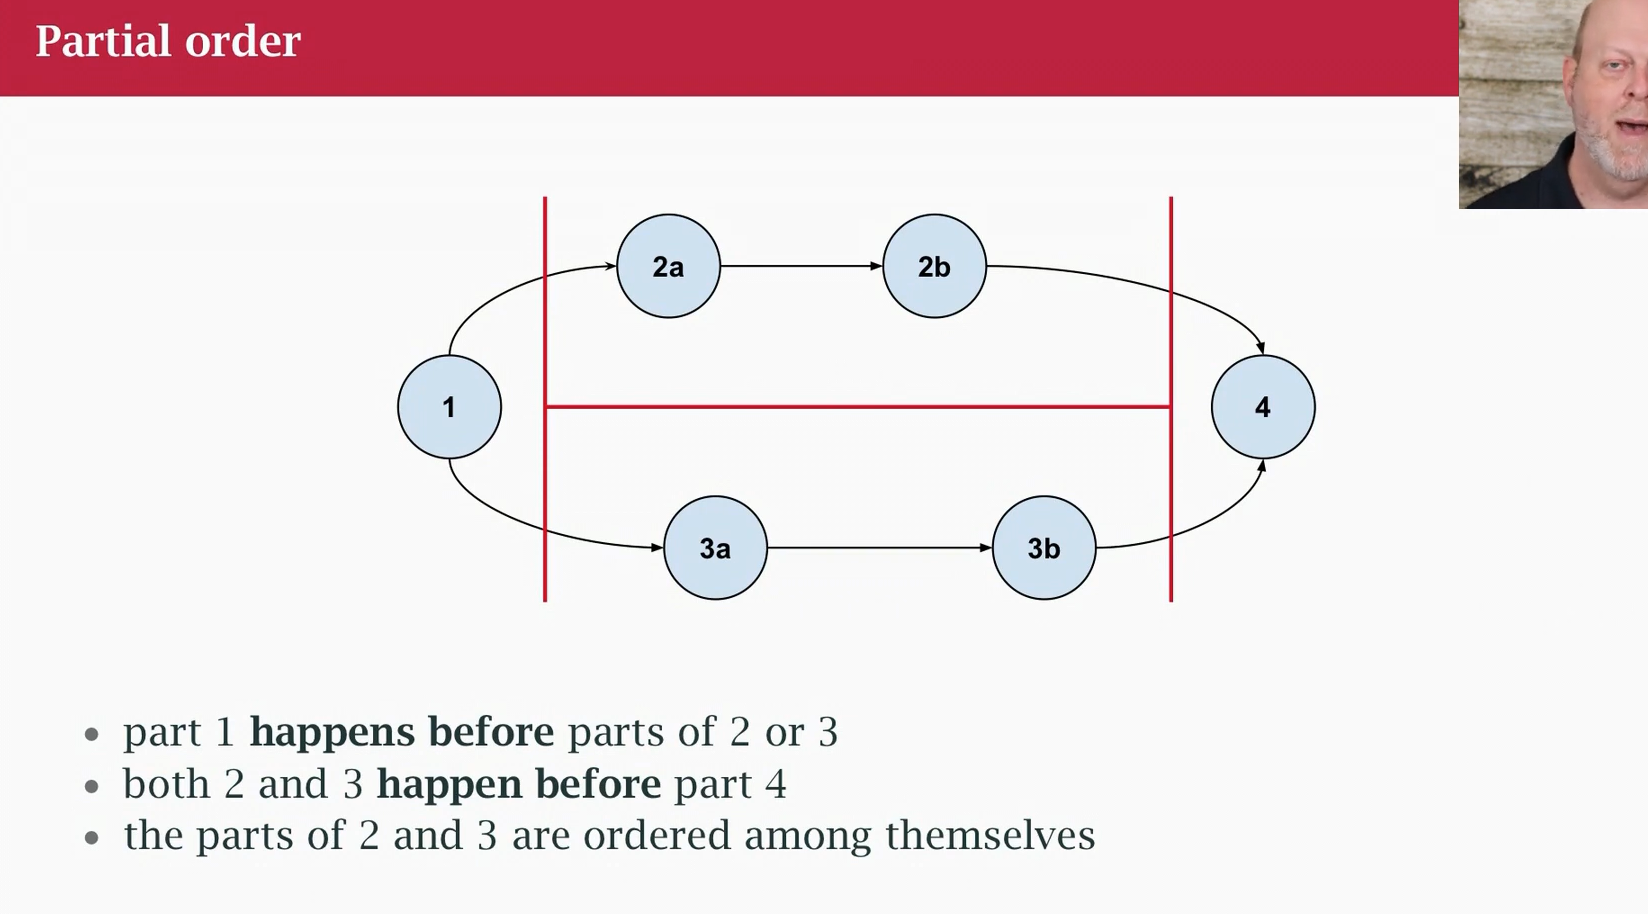 Partial order
2a
2b
1
4
3a
3b
part 1 happens before parts of 2 or 3
both 2 and 3 happen before part 4
the parts of 2 and 3 are ordered among themselves